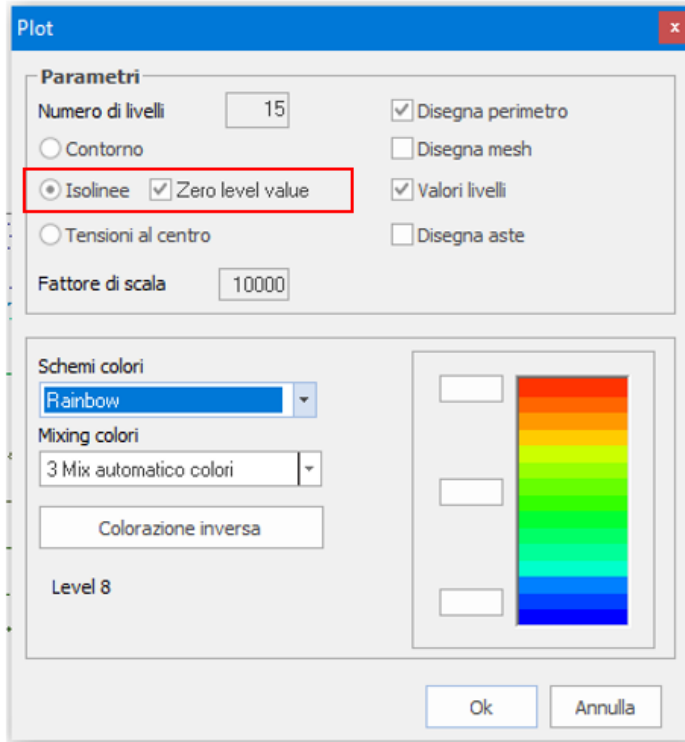 Plot
x
Parametri
Numero di livelli 15
Disegna perimetro
Contorno
Disegna mesh
Isolinee Zero level value
Valori livelli
Tensioni al centro
Disegna aste
Fattore di scala 10000
Schemi colori
Rainbow
Mixing colori
3 Mix automatico colori
Colorazione inversa
Level 8
Ok
Annulla